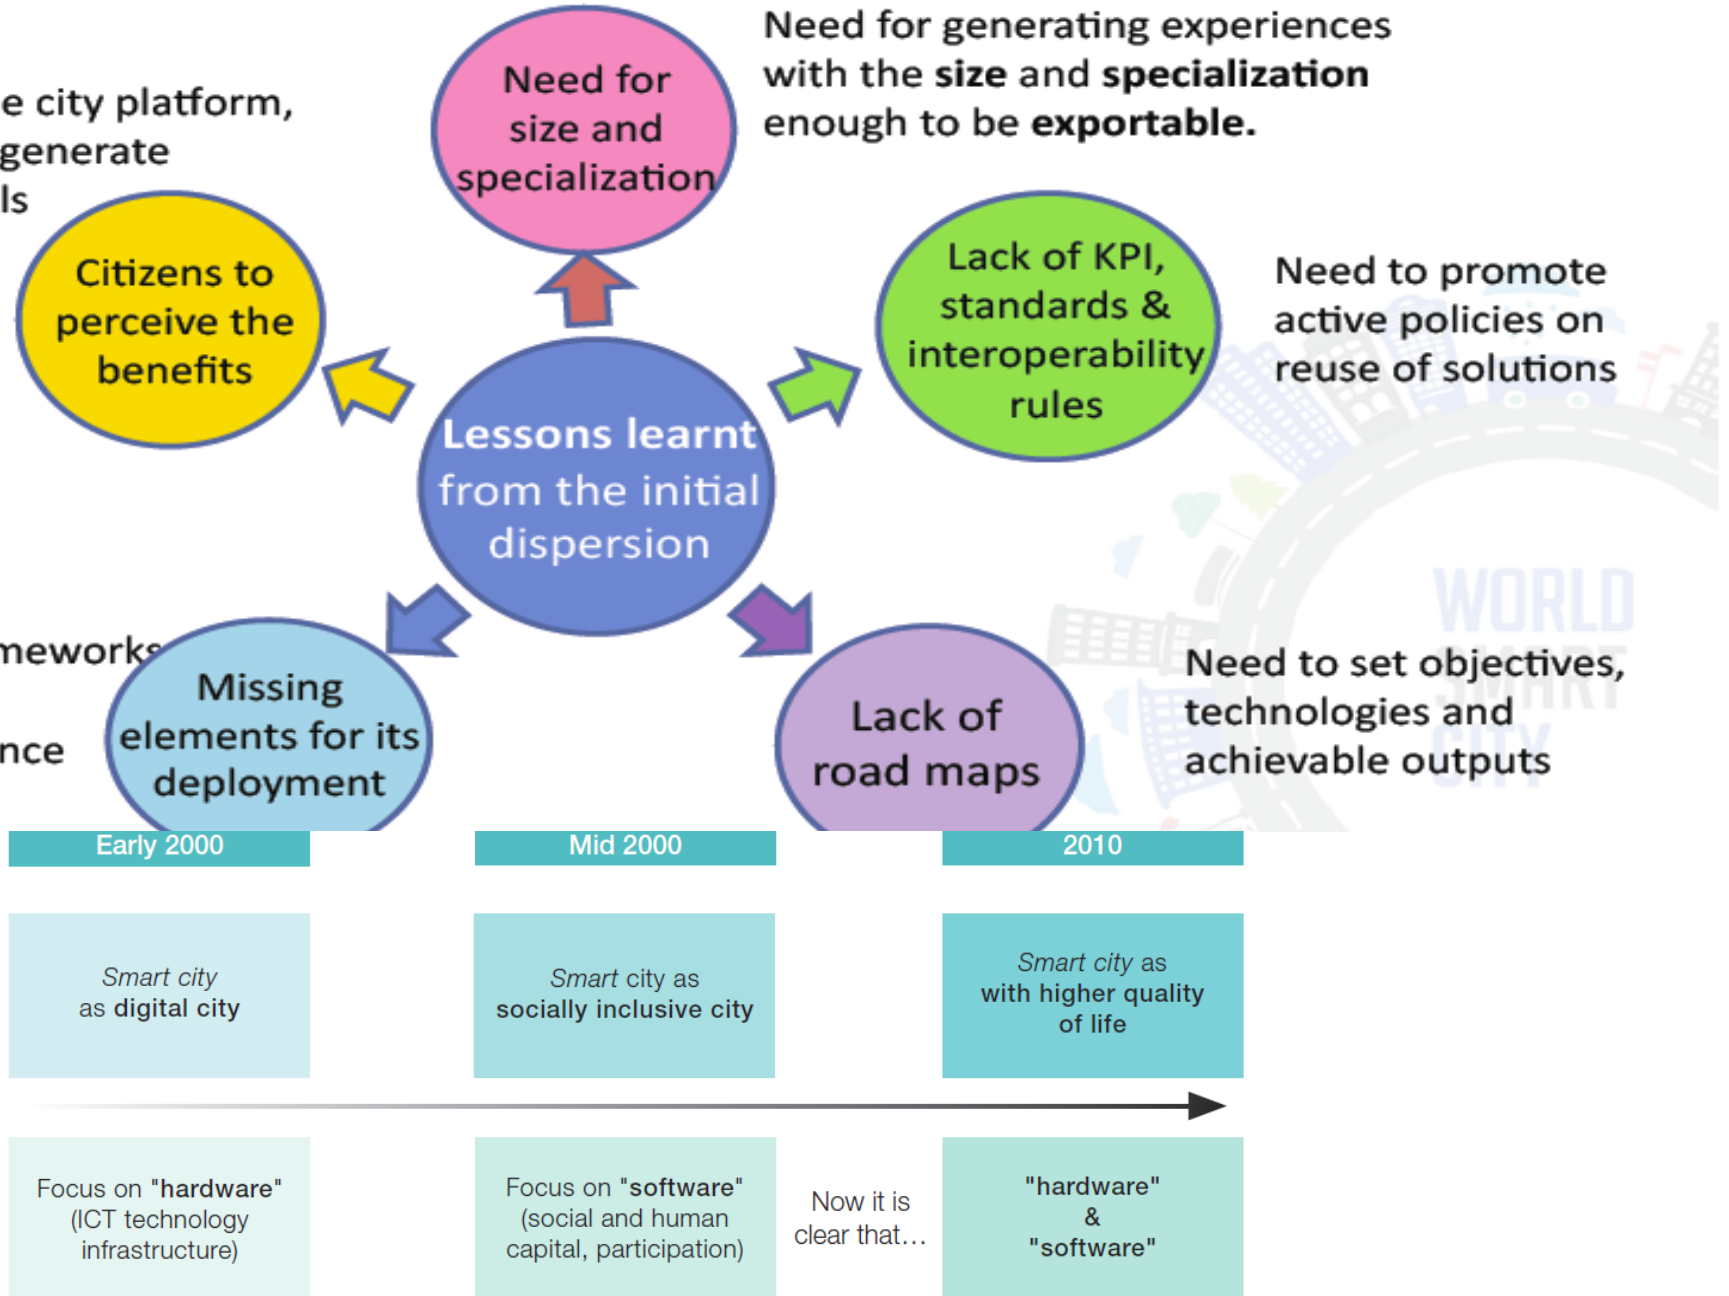 Need for generating experiences
with the size and specialization
enough to be exportable.
Need for
size and
specialization
e city platform,
generate
ls
Citizens to
perceive the
benefits
Lack of KPI,
standards &
interoperability
rules
Need to promote
active policies on
reuse of solutions
Lessons learnt
from the initial
dispersion
WORLD
SMART
CITY
meworks
nce
Missing
elements for its
deployment
Lack of
road maps
Need to set objectives,
technologies and
achievable outputs
Early 2000
Mid 2000
2010
Smart city
as digital city
Smart city as
socially inclusive city
Smart city as
with higher quality
of life
Focus on "hardware"
(ICT technology
infrastructure)
Focus on "software"
(social and human
capital, participation)
Now it is
clear that...
"hardware"
&
"software"